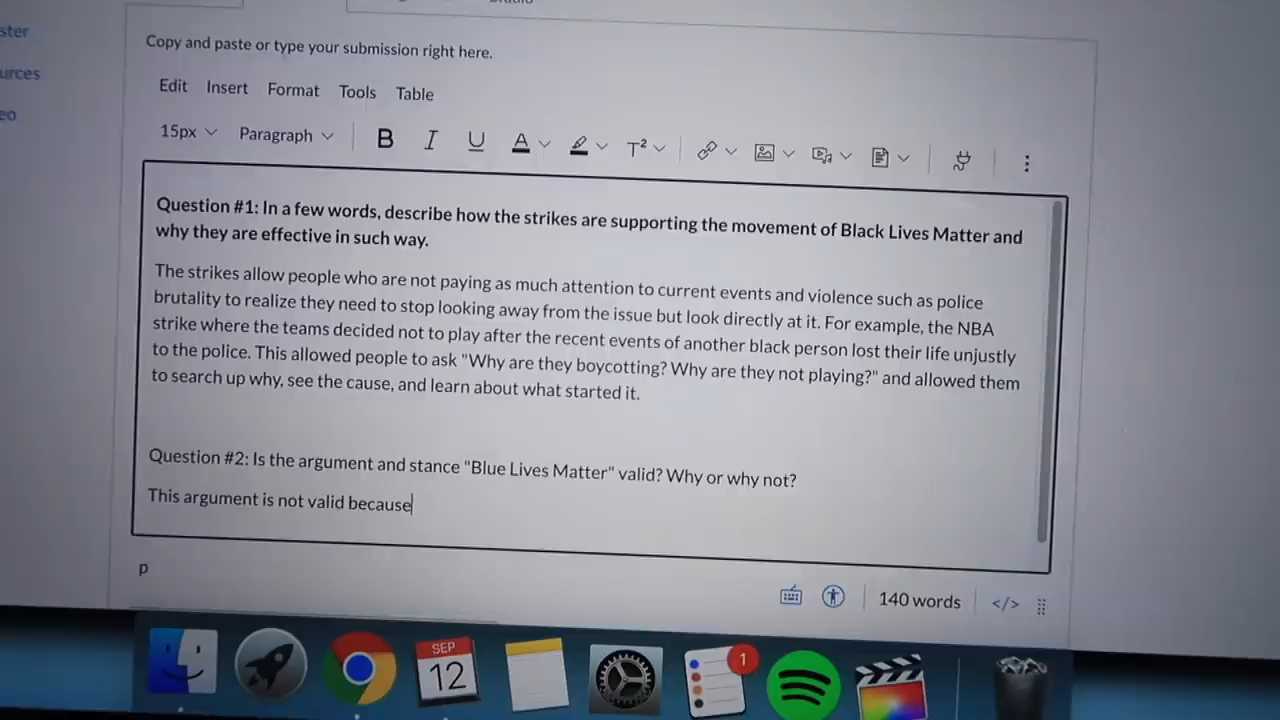 ster
urces
eo
Copy and paste or type your submission right here.
Edit Insert Format Tools Table
15px Paragraph B I U A T²
Question #1: In a few words, describe how the strikes are supporting the movement of Black Lives Matter and
why they are effective in such way.
The strikes allow people who are not paying as much attention to current events and violence such as police
brutality to realize they need to stop looking away from the issue but look directly at it. For example, the NBA
strike where the teams decided not to play after the recent events of another black person lost their life unjustly
to the police. This allowed people to ask "Why are they boycotting? Why are they not playing?" and allowed them
to search up why, see the cause, and learn about what started it.
Question #2: Is the argument and stance "Blue Lives Matter" valid? Why or why not?
This argument is not valid because
p
140 words </>
SEP
12
1